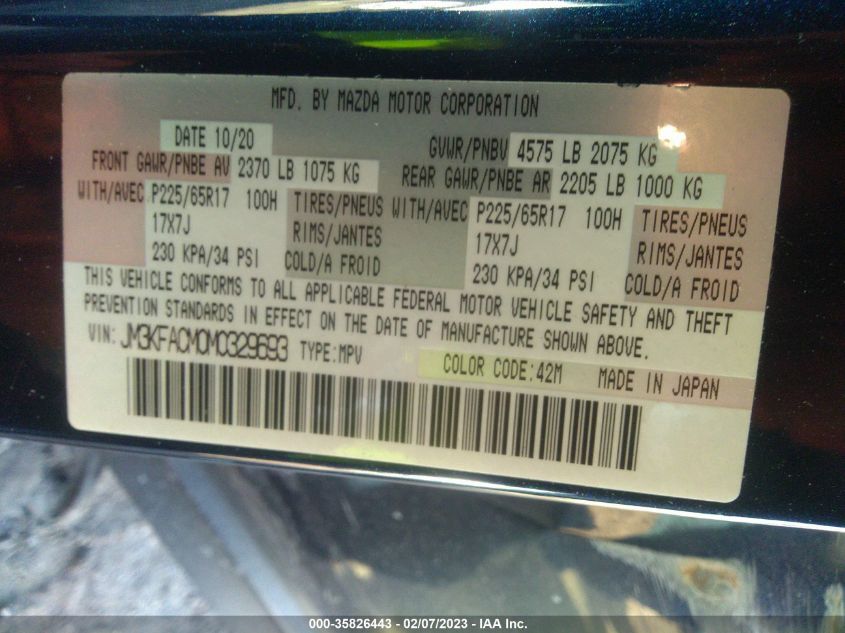 MFD. BY MAZDA MOTOR CORPORATION
DATE 10/20 GVWR/PNBV 4575 LB 2075 KG
FRONT GAWR/PNBE AV 2370 LB 1075 KG REAR GAWR/PNBE AR 2205 LB 1000 KG
WITH/AVEC P225/65R17 100H TIRES/PNEUS WITH/AVEC P225/65R17 100H TIRES/PNEUS
17X7J RIMS/JANTES 17X7J RIMS/JANTES
230 KPA/34 PSI COLD/A FROID 230 KPA/34 PSI COLD/A FROID
THIS VEHICLE CONFORMS TO ALL APPLICABLE FEDERAL MOTOR VEHICLE SAFETY AND THEFT
PREVENTION STANDARDS IN EFFECT ON THE DATE OF MANUFACTURE SHOWN ABOVE.
VIN: JM3KFACM0M0329693 TYPE:MPV COLOR CODE:42M MADE IN JAPAN
000-35826443 - 02/07/2023 - IAA Inc.